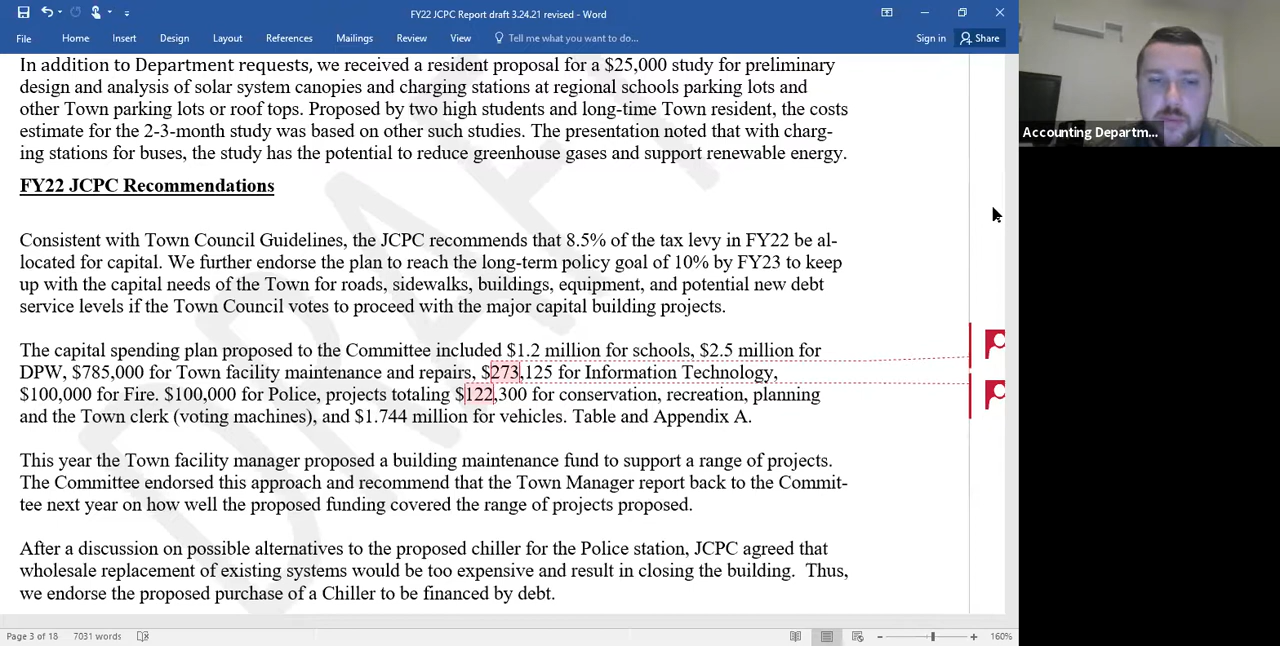 FY22 JCPC Report draft 3.24.21 revised - Word
File Home Insert Design Layout References Mailings Review View Tell me what you want to do... Sign in Share
In addition to Department requests, we received a resident proposal for a $25,000 study for preliminary
design and analysis of solar system canopies and charging stations at regional schools parking lots and
other Town parking lots or roof tops. Proposed by two high students and long-time Town resident, the costs
estimate for the 2-3-month study was based on other such studies. The presentation noted that with charg-
ing stations for buses, the study has the potential to reduce greenhouse gases and support renewable energy.
FY22 JCPC Recommendations
Consistent with Town Council Guidelines, the JCPC recommends that 8.5% of the tax levy in FY22 be al-
located for capital. We further endorse the plan to reach the long-term policy goal of 10% by FY23 to keep
up with the capital needs of the Town for roads, sidewalks, buildings, equipment, and potential new debt
service levels if the Town Council votes to proceed with the major capital building projects.
The capital spending plan proposed to the Committee included $1.2 million for schools, $2.5 million for
DPW, $785,000 for Town facility maintenance and repairs, $273,125 for Information Technology,
$100,000 for Fire. $100,000 for Police, projects totaling $122,300 for conservation, recreation, planning
and the Town clerk (voting machines), and $1.744 million for vehicles. Table and Appendix A.
This year the Town facility manager proposed a building maintenance fund to support a range of projects.
The Committee endorsed this approach and recommend that the Town Manager report back to the Commit-
tee next year on how well the proposed funding covered the range of projects proposed.
After a discussion on possible alternatives to the proposed chiller for the Police station, JCPC agreed that
wholesale replacement of existing systems would be too expensive and result in closing the building. Thus,
we endorse the proposed purchase of a Chiller to be financed by debt.
DRAFT
Page 3 of 18 7031 words 160%
Accounting Departm...